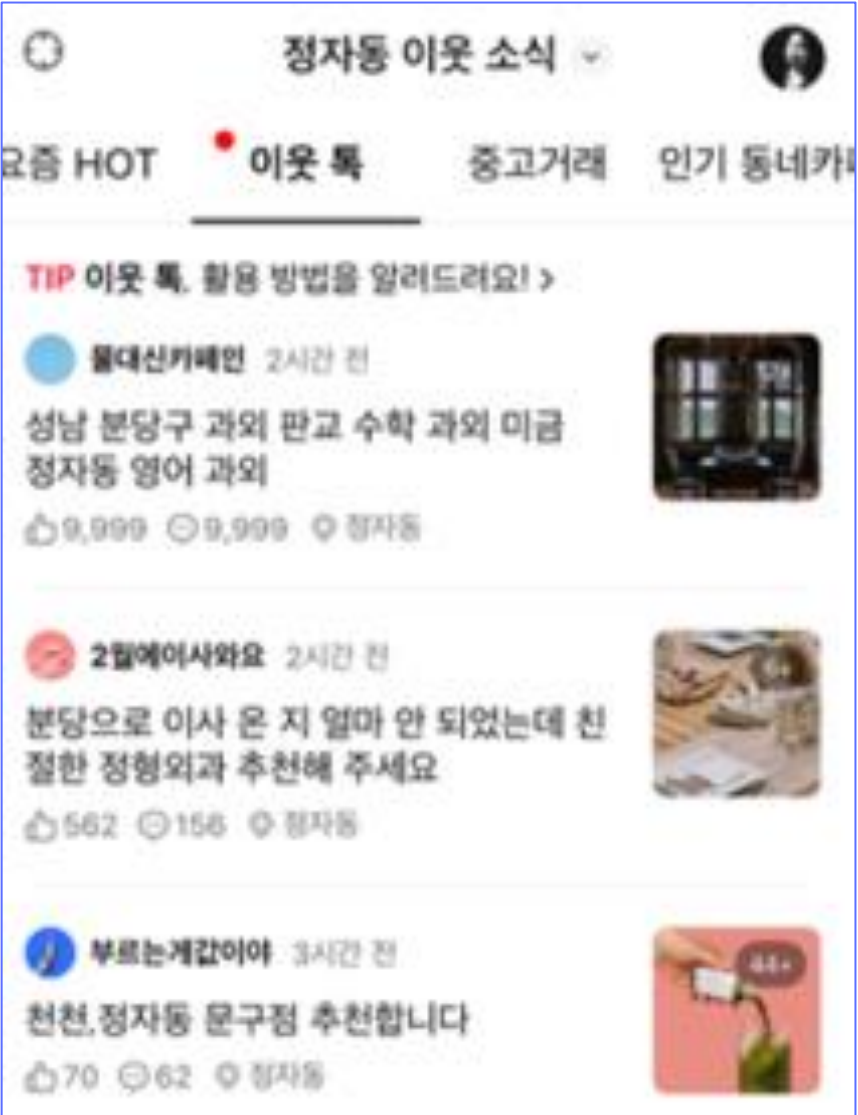 정자동 이웃 소식
요즘 HOT 이웃 톡 중고거래 인기 동네카페
TIP 이웃 톡, 활용 방법을 알려드려요! >
물대신카페인 2시간 전
성남 분당구 과외 판교 수학 과외 미금
정자동 영어 과외
9,999 9,999 정자동
2월에이사와요 2시간 전
분당으로 이사 온 지 얼마 안 되었는데 친
절한 정형외과 추천해 주세요
562 156 정자동
부르는게값이야 3시간 전
44+
천천,정자동 문구점 추천합니다
70 62 정자동